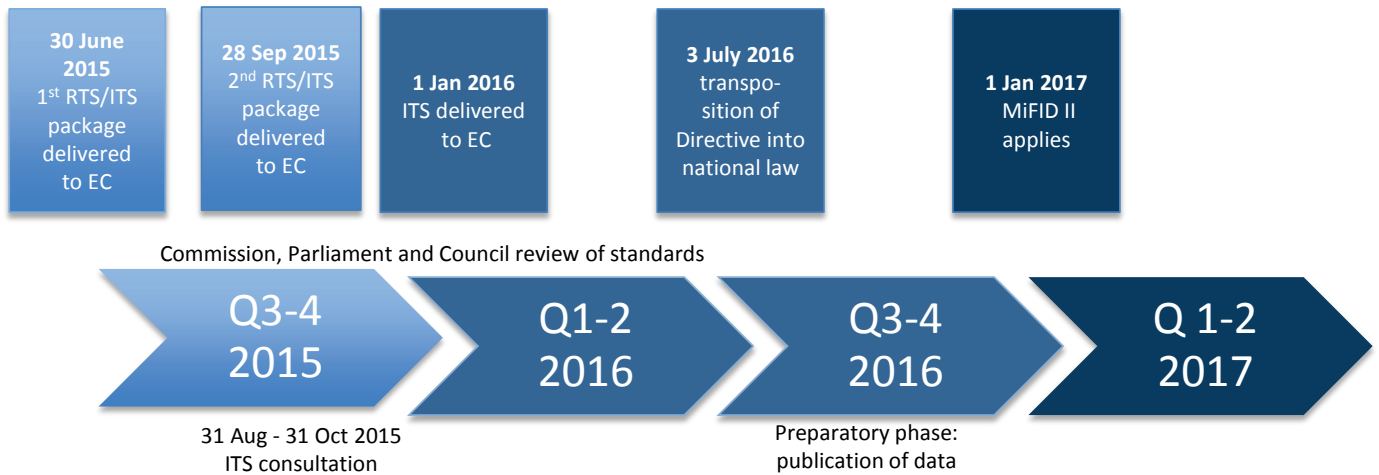 30 June
2015
1st RTS/ITS
package
delivered
to EC
28 Sep 2015
2nd RTS/ITS
package
delivered
to EC
1 Jan 2016
ITS delivered
to EC
3 July 2016
transpo-
sition of
Directive into
national law
1 Jan 2017
MiFID II
applies
Commission, Parliament and Council review of standards
Q3-4
2015
Q1-2
2016
Q3-4
2016
Q 1-2
2017
31 Aug - 31 Oct 2015
ITS consultation
Preparatory phase:
publication of data